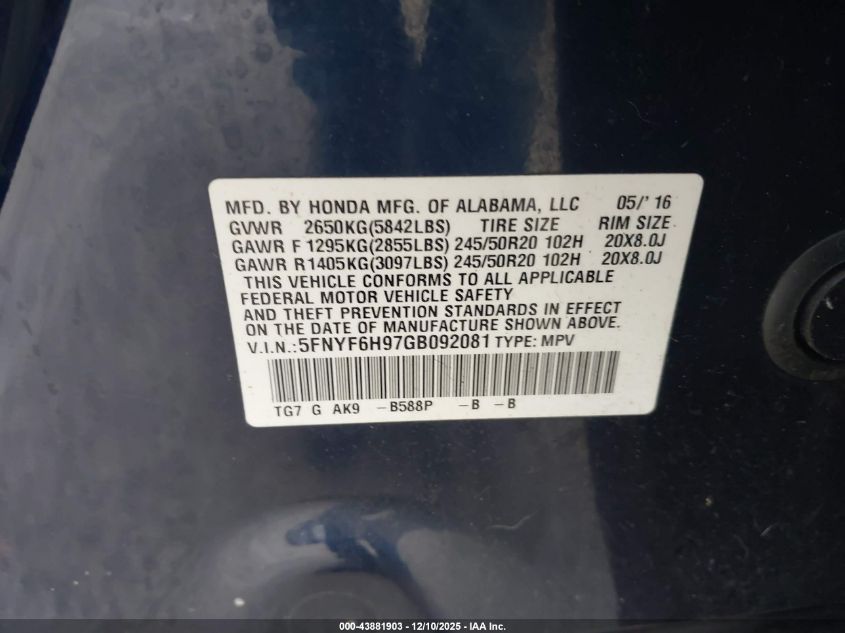 MFD. BY HONDA MFG. OF ALABAMA, LLC 05/' 16
GVWR 2650KG(5842LBS) TIRE SIZE RIM SIZE
GAWR F 1295KG(2855LBS) 245/50R20 102H 20X8.0J
GAWR R 1405KG(3097LBS) 245/50R20 102H 20X8.0J
THIS VEHICLE CONFORMS TO ALL APPLICABLE
FEDERAL MOTOR VEHICLE SAFETY
AND THEFT PREVENTION STANDARDS IN EFFECT
ON THE DATE OF MANUFACTURE SHOWN ABOVE.
V.I.N.: 5FNYF6H97GB092081 TYPE: MPV
TG7 G AK9 -B588P -B -B
000-43881903 — 12/10/2025 — IAA Inc.